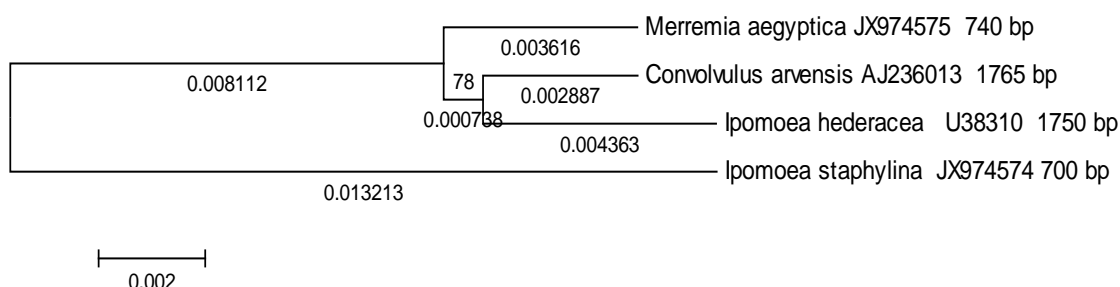 Merremia aegyptica JX974575 740 bp
0.003616
0.008112
78
Convolvulus arvensis AJ236013 1765 bp
0.002887
0.000738
Ipomoea hederacea U38310 1750 bp
0.004363
Ipomoea staphylina JX974574 700 bp
0.013213
0.002